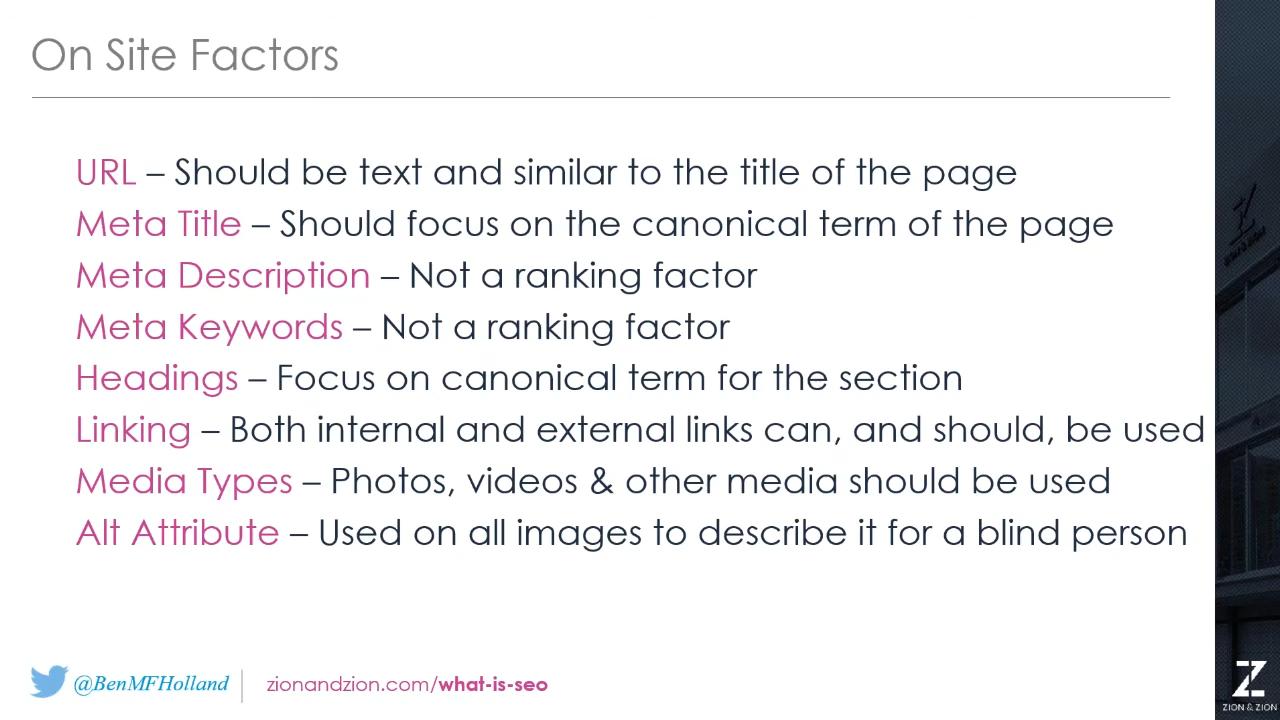 On Site Factors
URL – Should be text and similar to the title of the page
Meta Title – Should focus on the canonical term of the page
Meta Description – Not a ranking factor
Meta Keywords – Not a ranking factor
Headings – Focus on canonical term for the section
Linking – Both internal and external links can, and should, be used
Media Types – Photos, videos & other media should be used
Alt Attribute – Used on all images to describe it for a blind person
@BenMFHolland
zionandzion.com/what-is-seo
ZION & ZION